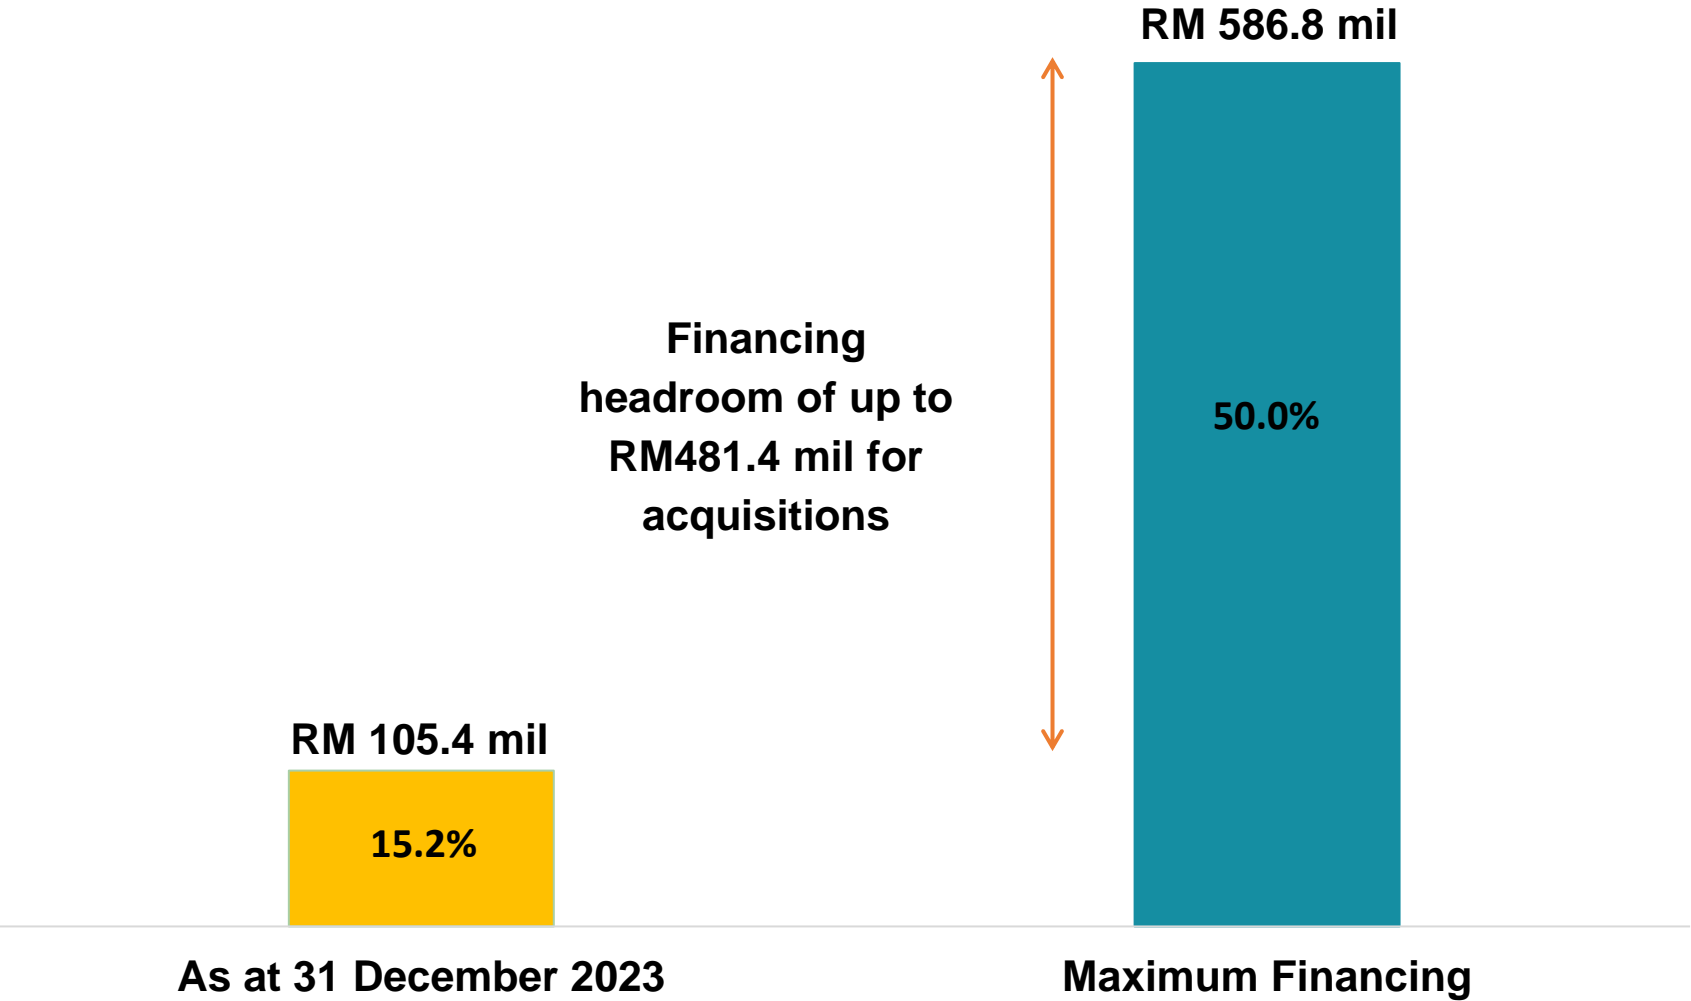 RM 586.8 mil
Financing
headroom of up to
RM481.4 mil for
acquisitions
50.0%
RM 105.4 mil
15.2%
As at 31 December 2023
Maximum Financing